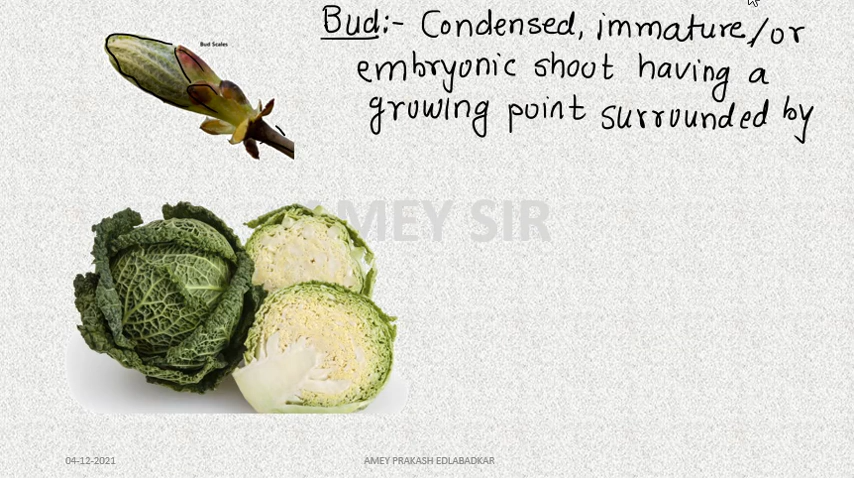 Bud Scales
Bud:- Condensed, immature/or
embryonic shoot having a
growing point surrounded by
AMEY SIR
04-12-2021
AMEY PRAKASH EDLABADKAR